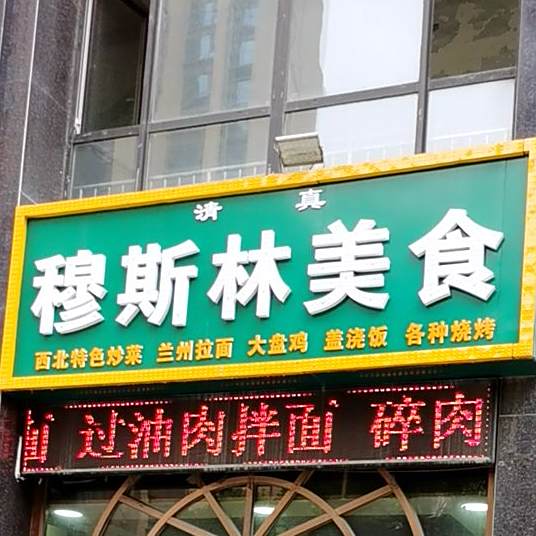 清真
穆斯林美食
西北特色炒菜 兰州拉面 大盘鸡 盖浇饭 各种烧烤
面 过油肉拌面 碎肉